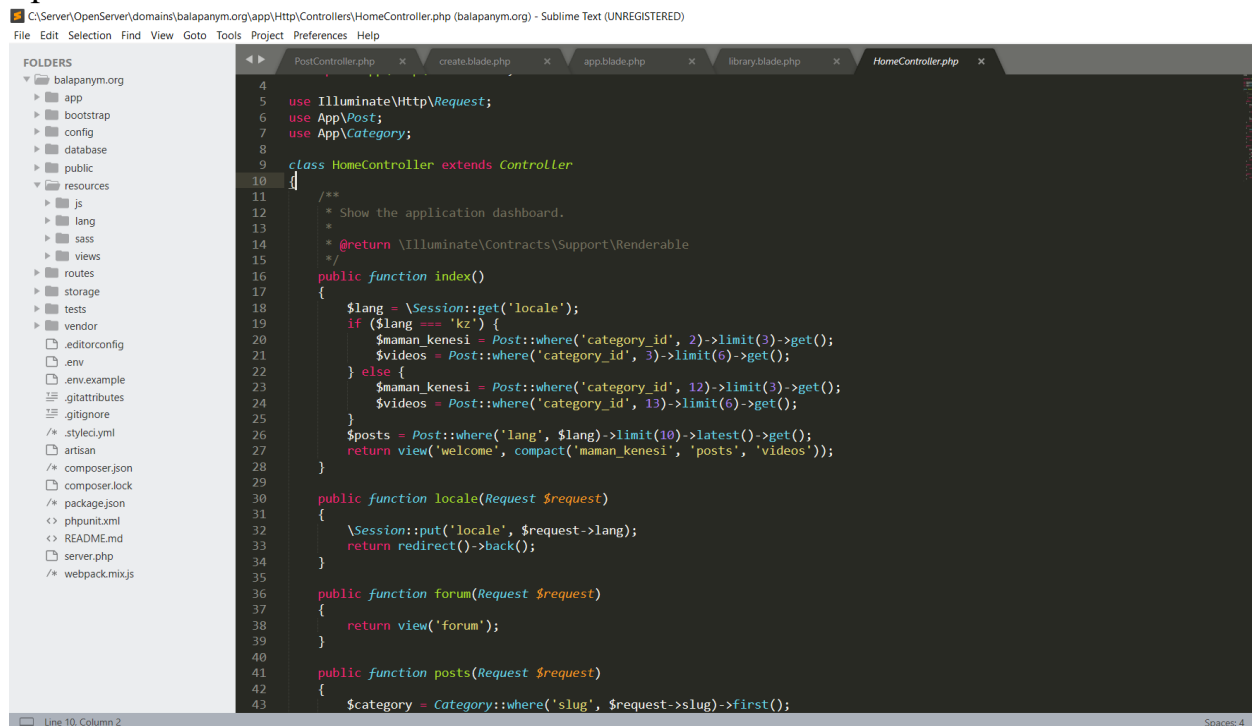 C:\Server\OpenServer\domains\balapanym.org\app\Http\Controllers\HomeController.php (balapanym.org) - Sublime Text (UNREGISTERED)
File Edit Selection Find View Goto Tools Project Preferences Help
FOLDERS
balapanym.org
app
bootstrap
config
database
public
resources
js
lang
sass
views
routes
storage
tests
vendor
.editorconfig
.env
.env.example
.gitattributes
.gitignore
/* .styleci.yml
artisan
/* composer.json
composer.lock
/* package.json
<> phpunit.xml
<> README.md
server.php
/* webpack.mix.js
PostController.php × create.blade.php × app.blade.php × library.blade.php × HomeController.php ×
4
5 use Illuminate\Http\Request;
6 use App\Post;
7 use App\Category;
8
9 class HomeController extends Controller
10 {
11     /**
12      * Show the application dashboard.
13      *
14      * @return \Illuminate\Contracts\Support\Renderable
15      */
16     public function index()
17     {
18         $lang = \Session::get('locale');
19         if ($lang === 'kz') {
20             $maman_kenesi = Post::where('category_id', 2)->limit(3)->get();
21             $videos = Post::where('category_id', 3)->limit(6)->get();
22         } else {
23             $maman_kenesi = Post::where('category_id', 12)->limit(3)->get();
24             $videos = Post::where('category_id', 13)->limit(6)->get();
25         }
26         $posts = Post::where('lang', $lang)->limit(10)->latest()->get();
27         return view('welcome', compact('maman_kenesi', 'posts', 'videos'));
28     }
29
30     public function locale(Request $request)
31     {
32         \Session::put('locale', $request->lang);
33         return redirect()->back();
34     }
35
36     public function forum(Request $request)
37     {
38         return view('forum');
39     }
40
41     public function posts(Request $request)
42     {
43         $category = Category::where('slug', $request->slug)->first();
Line 10, Column 2 Spaces: 4